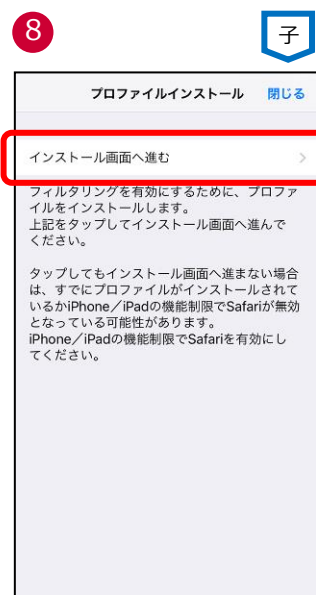 8
子
プロファイルインストール 閉じる
インストール画面へ進む
フィルタリングを有効にするために、プロファ
イルをインストールします。
上記をタップしてインストール画面へ進んで
ください。
タップしてもインストール画面へ進まない場合
は、すでにプロファイルがインストールされて
いるかiPhone／iPadの機能制限でSafariが無効
となっている可能性があります。
iPhone／iPadの機能制限でSafariを有効にし
てください。